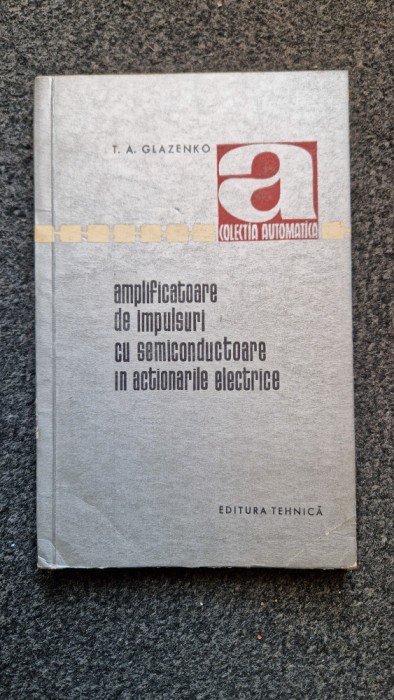 T. A. GLAZENKO
a
COLECTIA AUTOMATICA
amplificatoare
de impulsuri
cu semiconductoare
in actionarile electrice
EDITURA TEHNICĂ